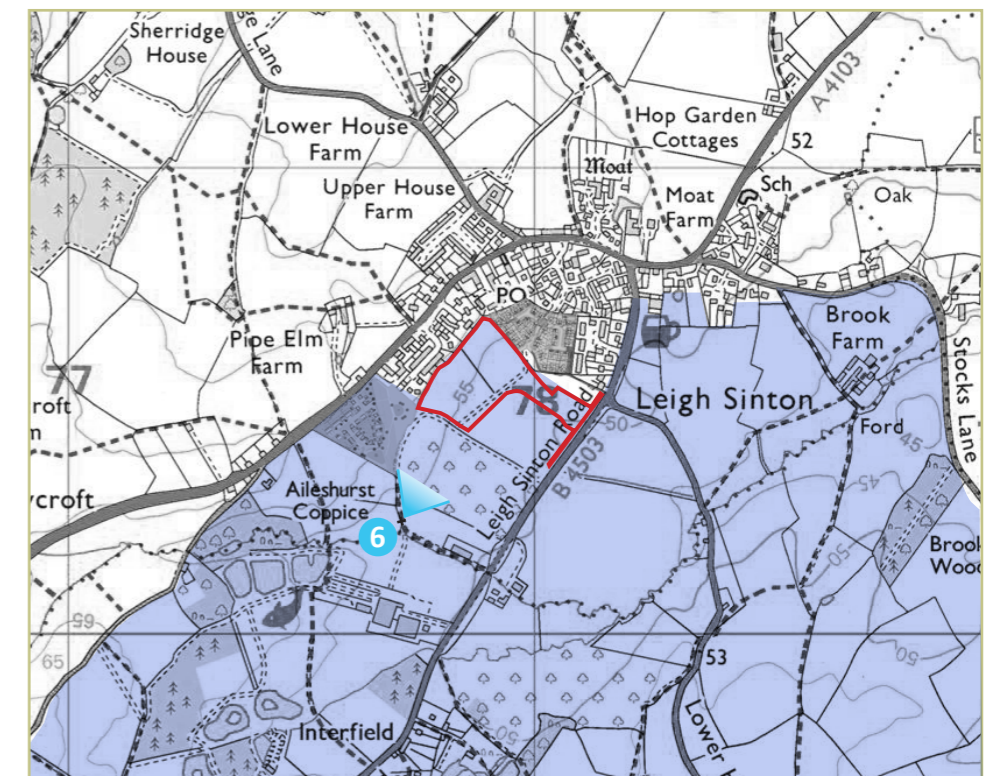 Sherridge
House
ge Lane
A 4103
Lower House
Farm
Hop Garden
Cottages
52
Moat
Upper House
Farm
Moat
Farm
Sch
Oak
PO
Brook
Farm
Pipe Elm
Farm
Stocks Lane
77
roft
m
55
78
Leigh Sinton
50
Ford
45
Leigh Sinton Road
B 4503
ycroft
Aileshurst
Coppice
45
6
50
Brook
Wood
65
65
53
50
Interfield
50
Lower H